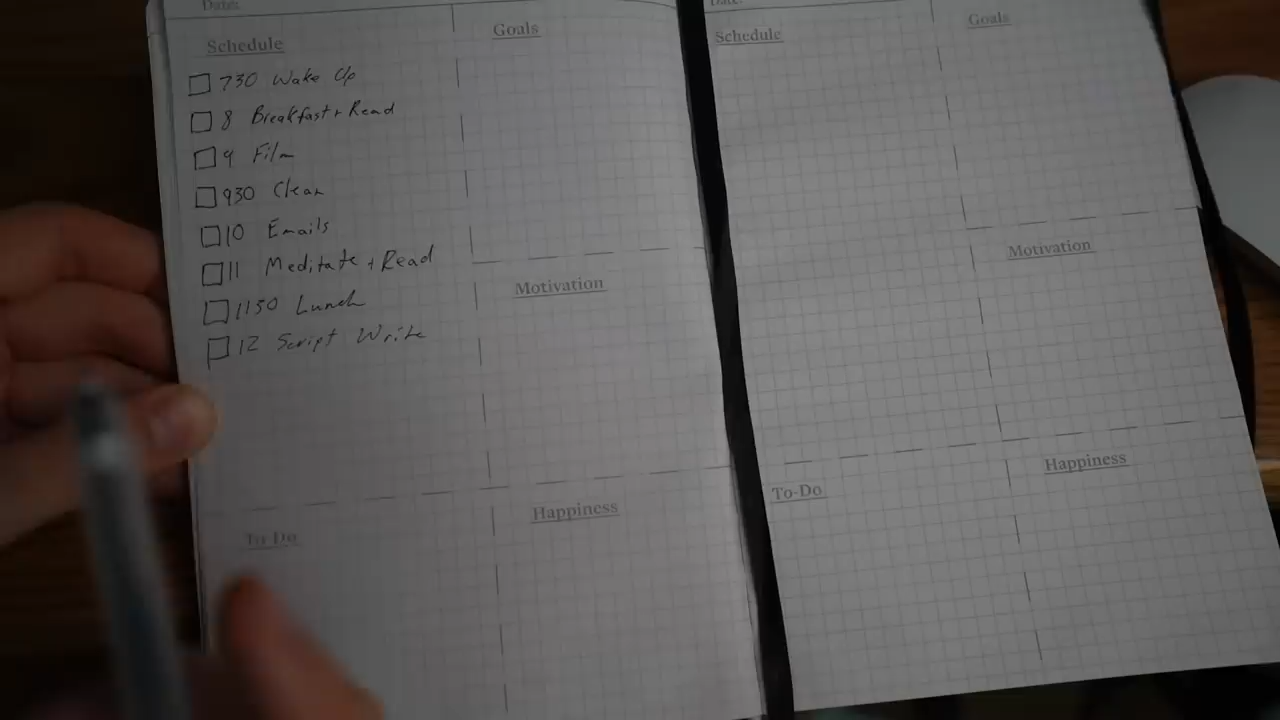 Date:
Schedule
730 Wake Up
8 Breakfast + Read
9 Film
930 Clean
10 Emails
11 Meditate + Read
1130 Lunch
12 Script Write
Goals
Motivation
To-Do
Happiness
Date:
Schedule
Goals
Motivation
To-Do
Happiness